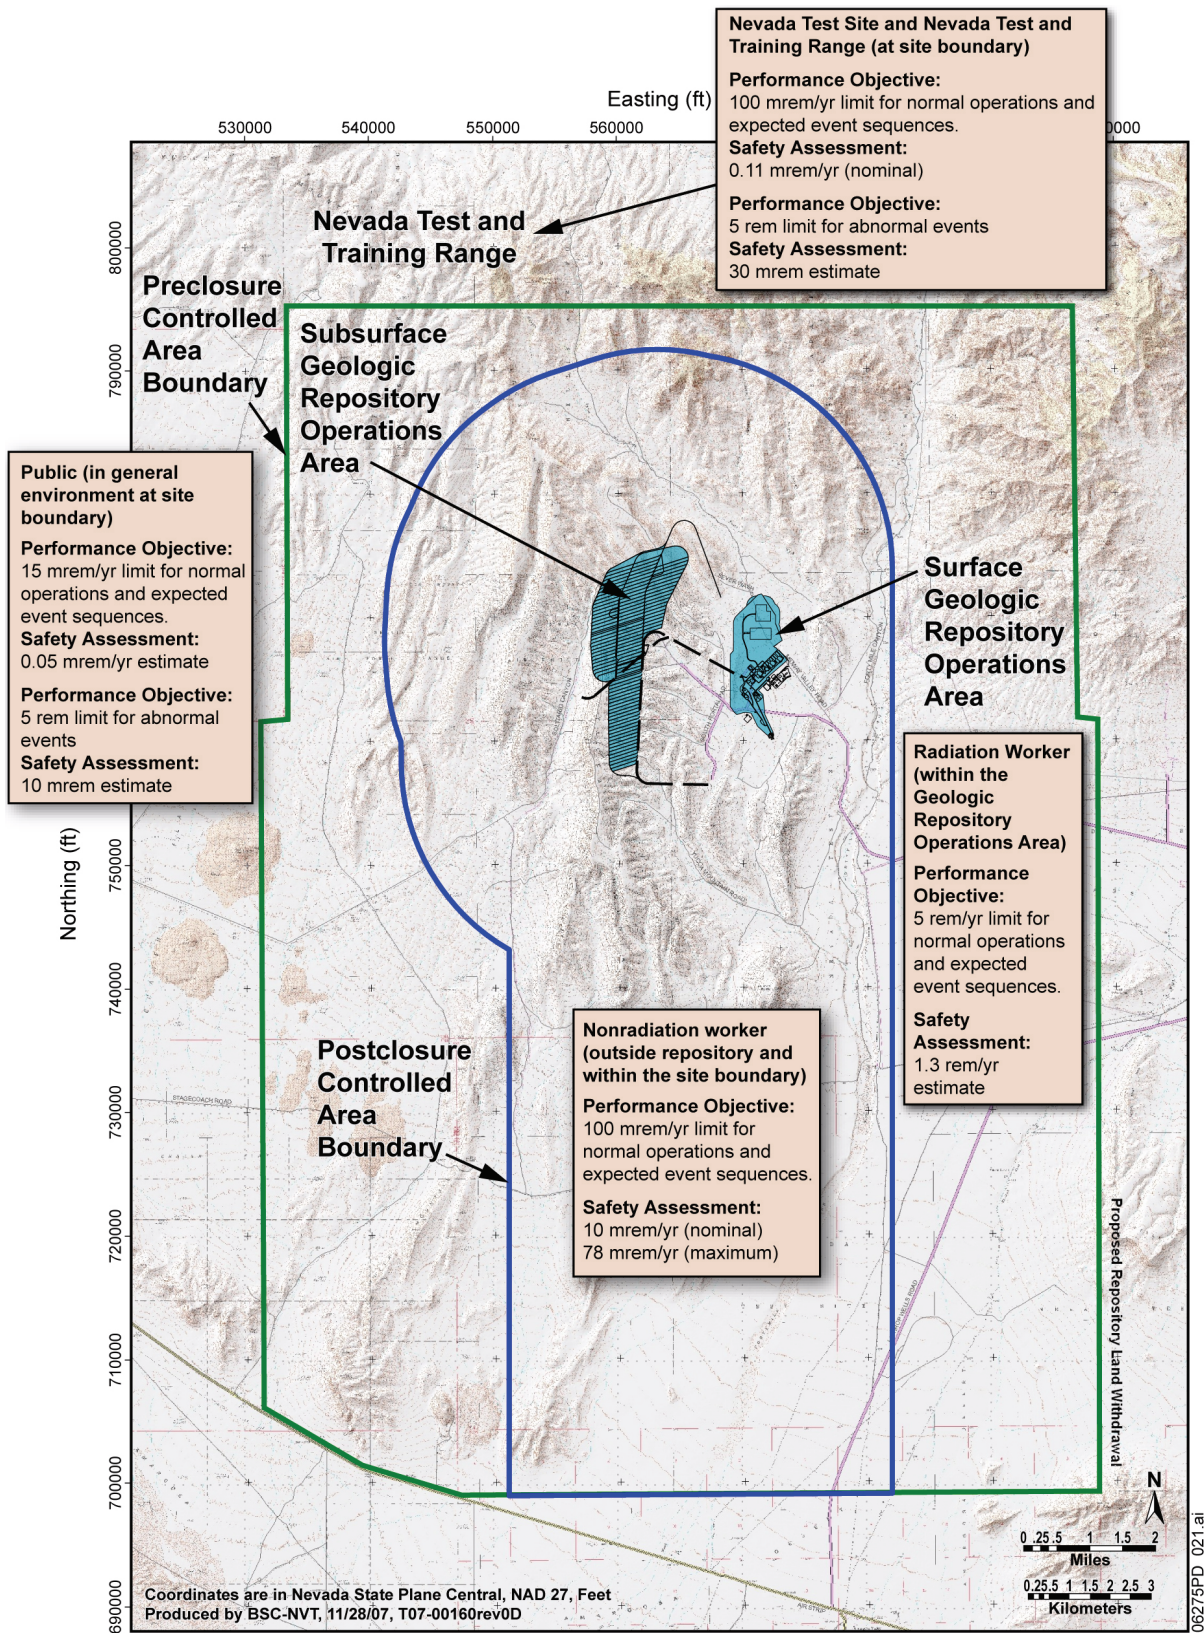 Nevada Test Site and Nevada Test and
Training Range (at site boundary)
Performance Objective:
100 mrem/yr limit for normal operations and
expected event sequences.
Safety Assessment:
0.11 mrem/yr (nominal)
Performance Objective:
5 rem limit for abnormal events
Safety Assessment:
30 mrem estimate
Easting (ft)
530000
540000
550000
560000
0000
Nevada Test and
Training Range
Preclosure
Controlled
Area
Boundary
Subsurface
Geologic
Repository
Operations
Area
Public (in general
environment at site
boundary)
Performance Objective:
15 mrem/yr limit for normal
operations and expected
event sequences.
Safety Assessment:
0.05 mrem/yr estimate
Performance Objective:
5 rem limit for abnormal
events
Safety Assessment:
10 mrem estimate
Surface
Geologic
Repository
Operations
Area
Radiation Worker
(within the
Geologic
Repository
Operations Area)
Performance
Objective:
5 rem/yr limit for
normal operations
and expected
event sequences.
Safety
Assessment:
1.3 rem/yr
estimate
Nonradiation worker
(outside repository and
within the site boundary)
Performance Objective:
100 mrem/yr limit for
normal operations and
expected event sequences.
Safety Assessment:
10 mrem/yr (nominal)
78 mrem/yr (maximum)
Postclosure
Controlled
Area
Boundary
STAGECOACH ROAD
Northing (ft)
800000
790000
750000
740000
730000
720000
710000
700000
690000
Proposed Repository Land Withdrawal
AIR STRIP
N
0 .25 .5 1 1.5 2
Miles
0.25.5 1 1.5 2 2.5 3
Kilometers
Coordinates are in Nevada State Plane Central, NAD 27, Feet
Produced by BSC-NVT, 11/28/07, T07-00160rev0D
06275PD_021.ai